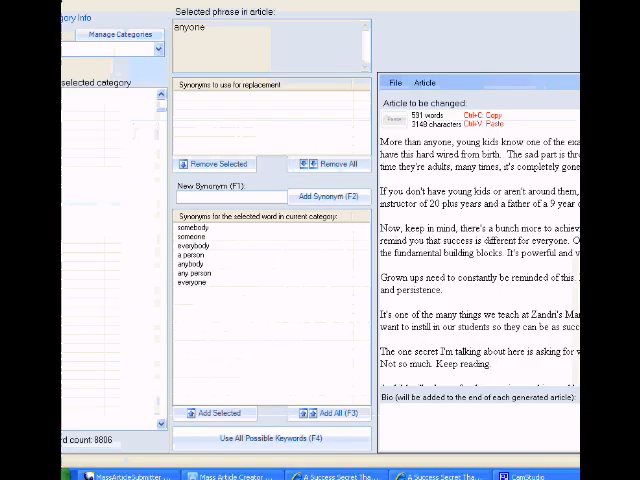 gory Info
Manage Categories
selected category
rd count: 8806
Selected phrase in article:
anyone
Synonyms to use for replacement
Remove Selected
Remove All
New Synonym (F1):
Add Synonym (F2)
Synonyms for the selected word in current category:
somebody
someone
everybody
a person
anybody
any person
everyone
Add Selected
Add All (F3)
Use All Possible Keywords (F4)
File Article
Article to be changed:
Paste
591 words Ctrl+C: Copy
3148 characters Ctrl+V: Paste
More than anyone, young kids know one of the exa
have this hard wired from birth. The sad part is thr
time they're adults, many times, it's completely gone
If you don't have young kids or aren't around them,
instructor of 20 plus years and a father of a 9 year
Now, keep in mind, there's a bunch more to achiev
remind you that success is different for everyone. O
the fundamental building blocks. It's powerful and
Grown ups need to constantly be reminded of this.
and persistence.
It's one of the many things we teach at Zandri's Ma
want to instill in our students so they can be as suc
The one secret I'm talking about here is asking for w
Not so much. Keep reading.
Bio (will be added to the end of each generated article):
MassArticleSubmitter ...
Mass Article Creator ...
A Success Secret Tha...
A Success Secret Tha...
CamStudio